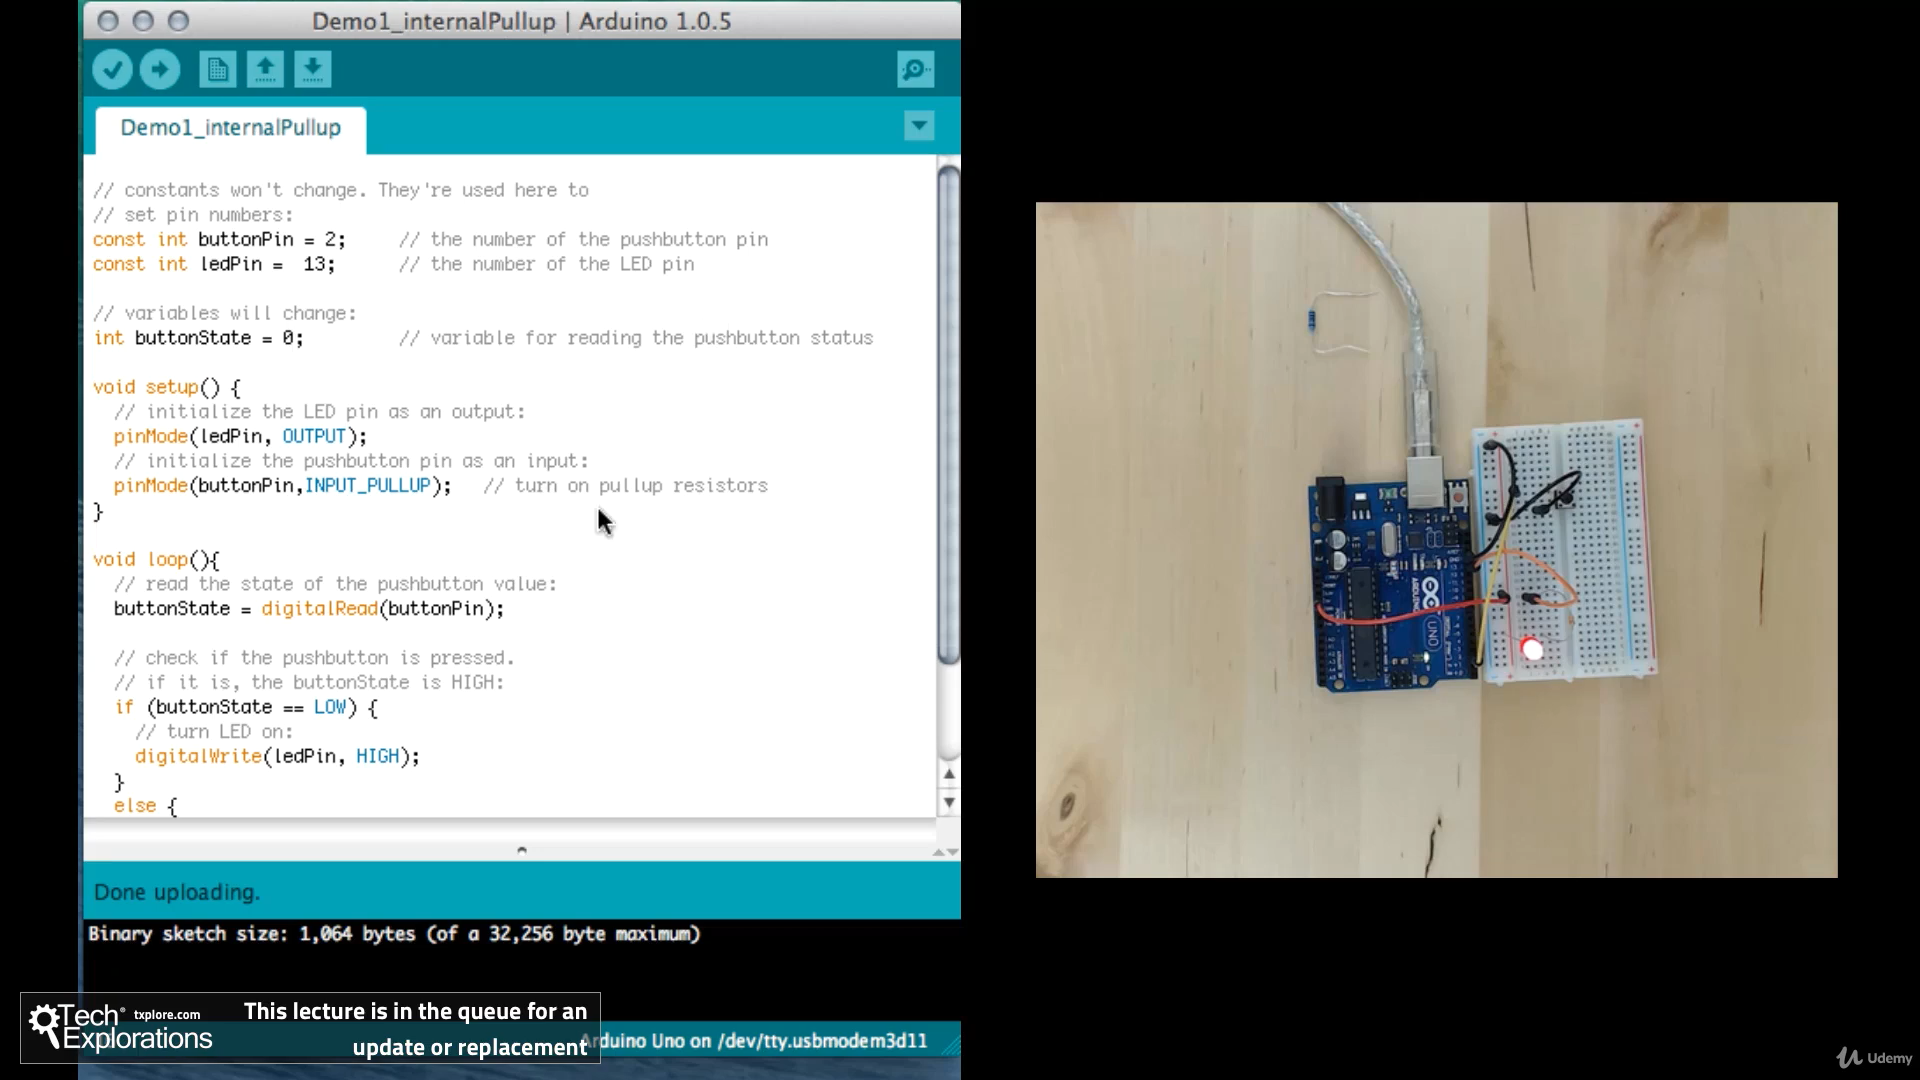 Demo1_internalPullup | Arduino 1.0.5
Demo1_internalPullup
// constants won't change. They're used here to
// set pin numbers:
const int buttonPin = 2;     // the number of the pushbutton pin
const int ledPin =  13;      // the number of the LED pin
// variables will change:
int buttonState = 0;         // variable for reading the pushbutton status
void setup() {
// initialize the LED pin as an output:
pinMode(ledPin, OUTPUT);
// initialize the pushbutton pin as an input:
pinMode(buttonPin,INPUT_PULLUP);   // turn on pullup resistors
}
void loop(){
// read the state of the pushbutton value:
buttonState = digitalRead(buttonPin);
// check if the pushbutton is pressed.
// if it is, the buttonState is HIGH:
if (buttonState == LOW) {
// turn LED on:
digitalWrite(ledPin, HIGH);
}
else {
Done uploading.
Binary sketch size: 1,064 bytes (of a 32,256 byte maximum)
Tech Explorations
txplore.com
This lecture is in the queue for an
update or replacement
Arduino Uno on /dev/tty.usbmodem3d11
UNO
Udemy